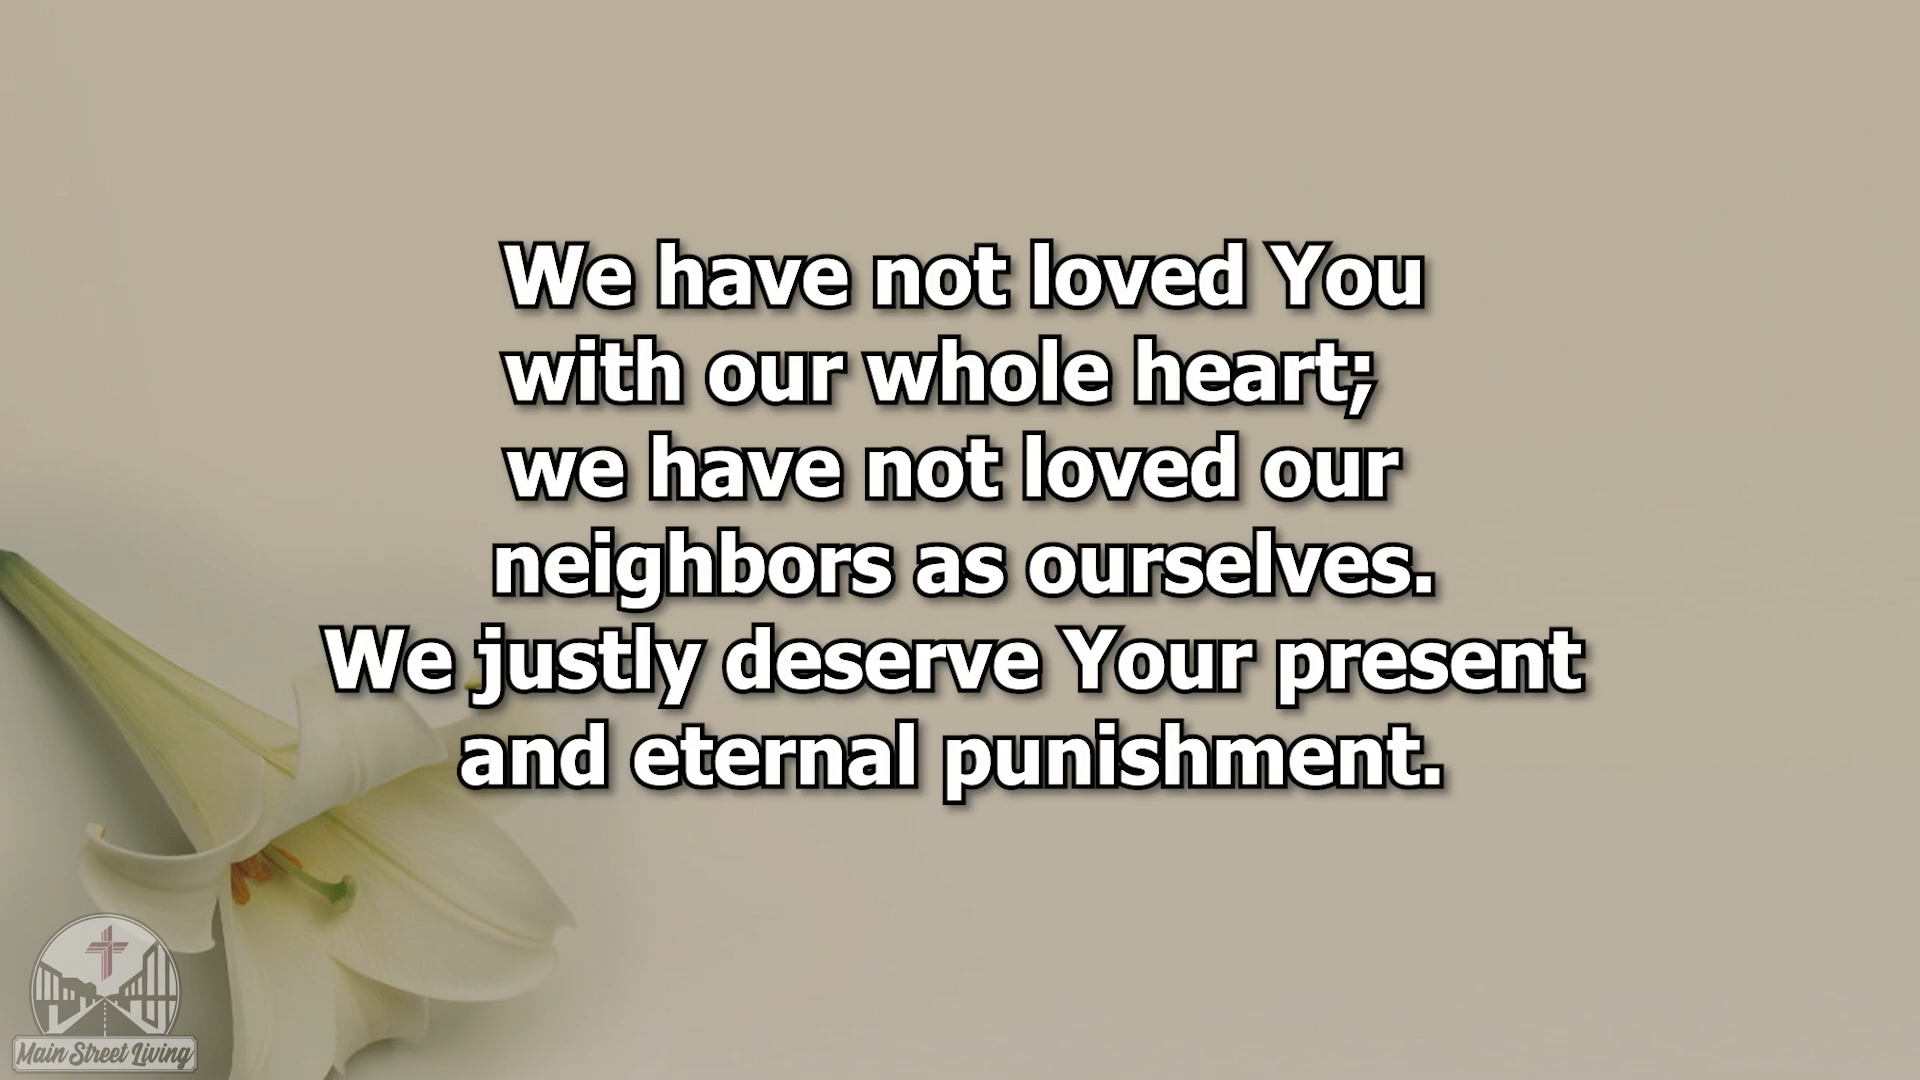 We have not loved You
with our whole heart;
we have not loved our
neighbors as ourselves.
We justly deserve Your present
and eternal punishment.
Main Street Living